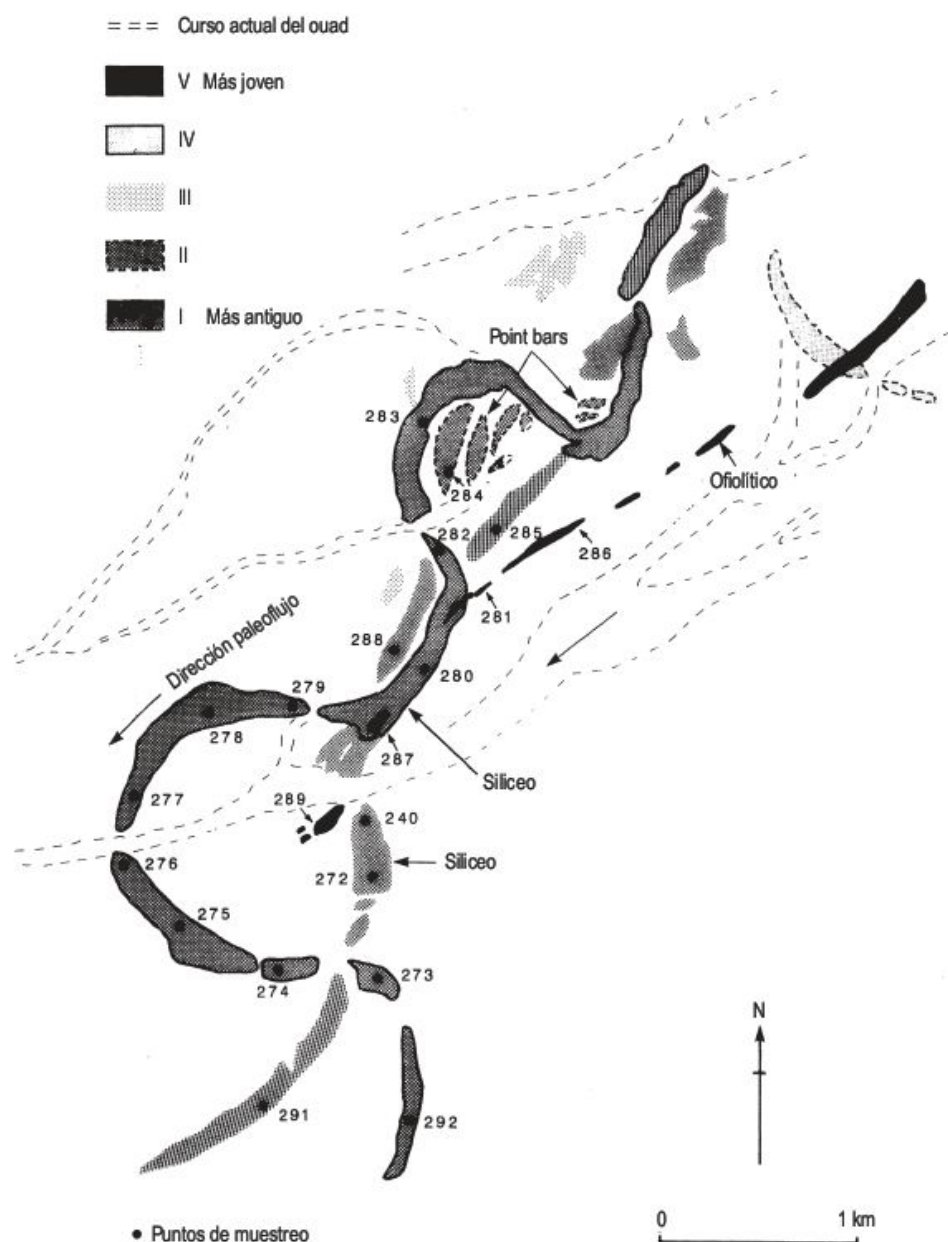 Curso actual del ouad
V Más joven
IV
III
II
I Más antiguo
Point bars
283
284
Ofiolítico
282
285
286
281
288
280
Dirección paleoflujo
279
278
287
Siliceo
277
289
240
276
272
Siliceo
275
274
273
N
291
292
Puntos de muestreo
0 1 km